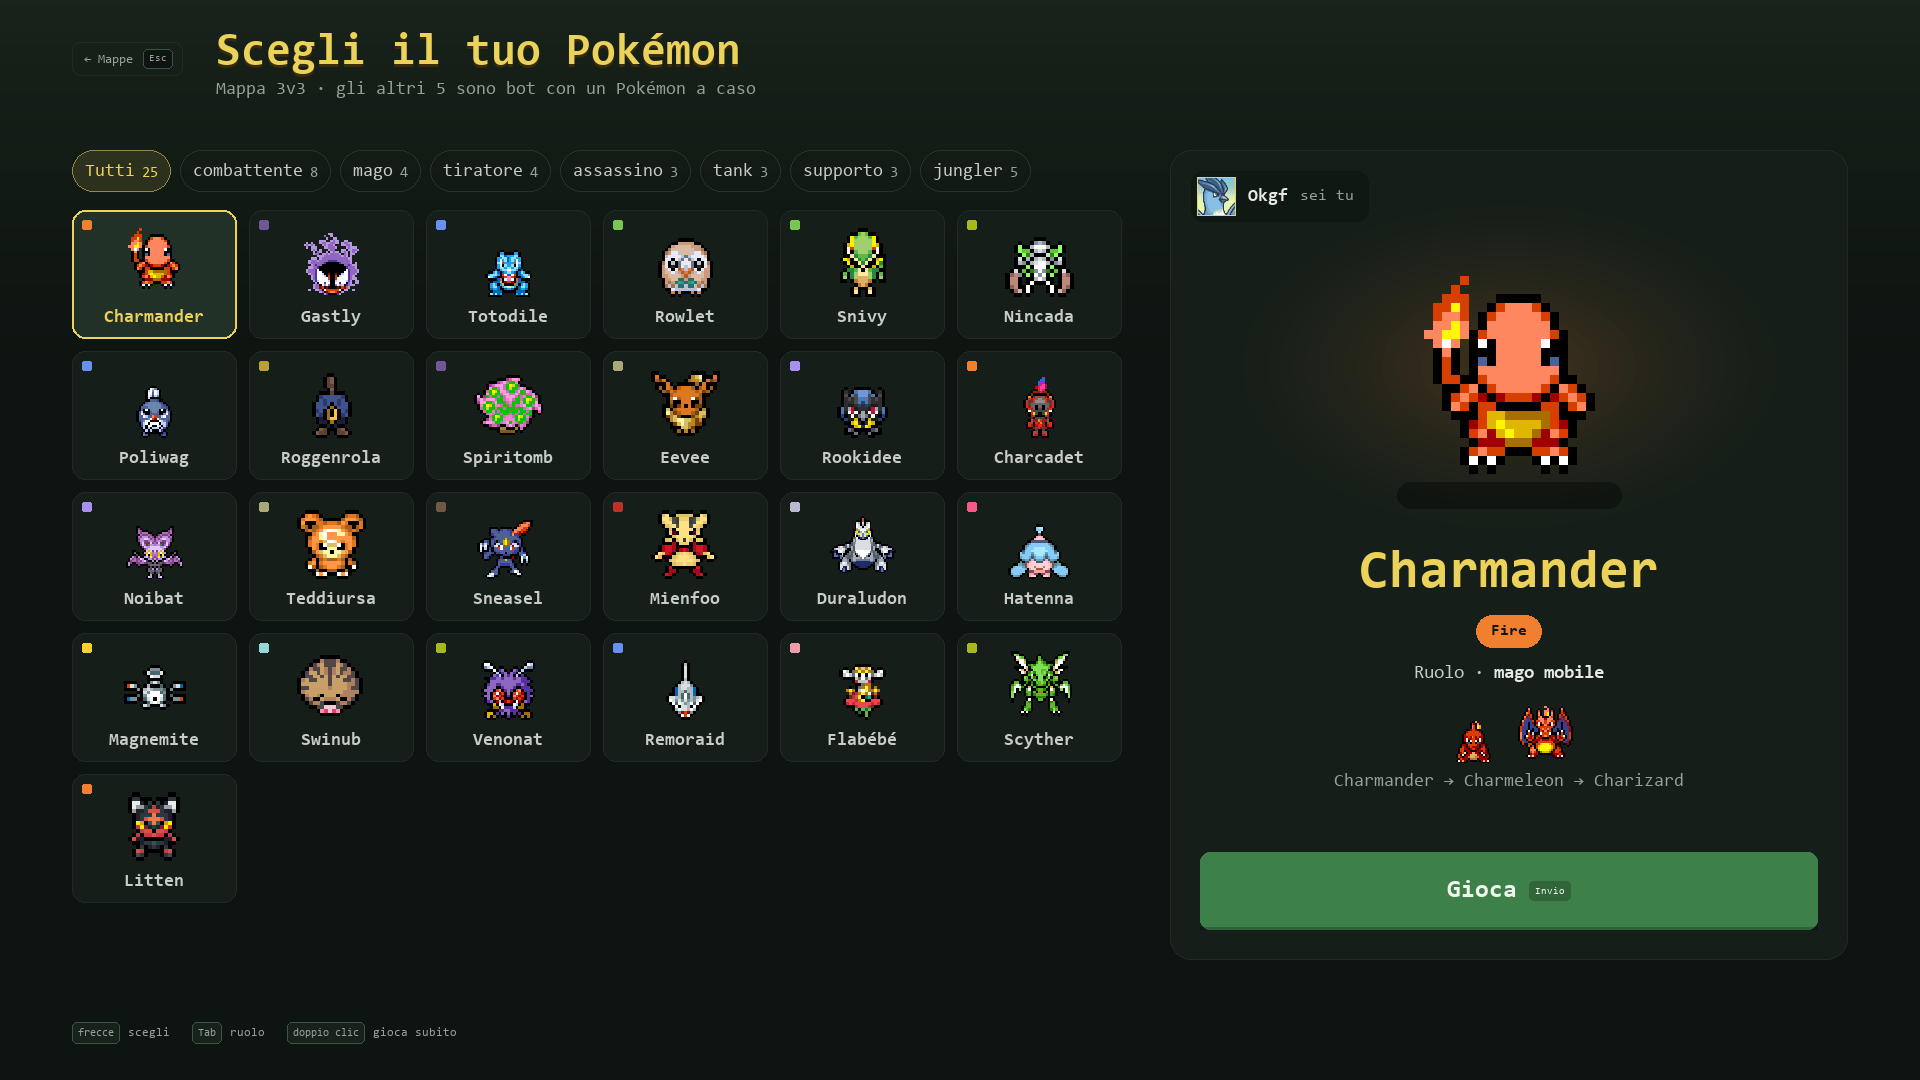 ← Mappe Esc
Scegli il tuo Pokémon
Mappa 3v3 · gli altri 5 sono bot con un Pokémon a caso
Tutti 25 combattente 8 mago 4 tiratore 4 assassino 3 tank 3 supporto 3 jungler 5
Charmander Gastly Totodile Rowlet Snivy Nincada
Poliwag Roggenrola Spiritomb Eevee Rookidee Charcadet
Noibat Teddiursa Sneasel Mienfoo Duraludon Hatenna
Magnemite Swinub Venonat Remoraid Flabébé Scyther
Litten
Okgf sei tu
Charmander
Fire
Ruolo · mago mobile
Charmander → Charmeleon → Charizard
Gioca Invio
frecce scegli Tab ruolo doppio clic gioca subito